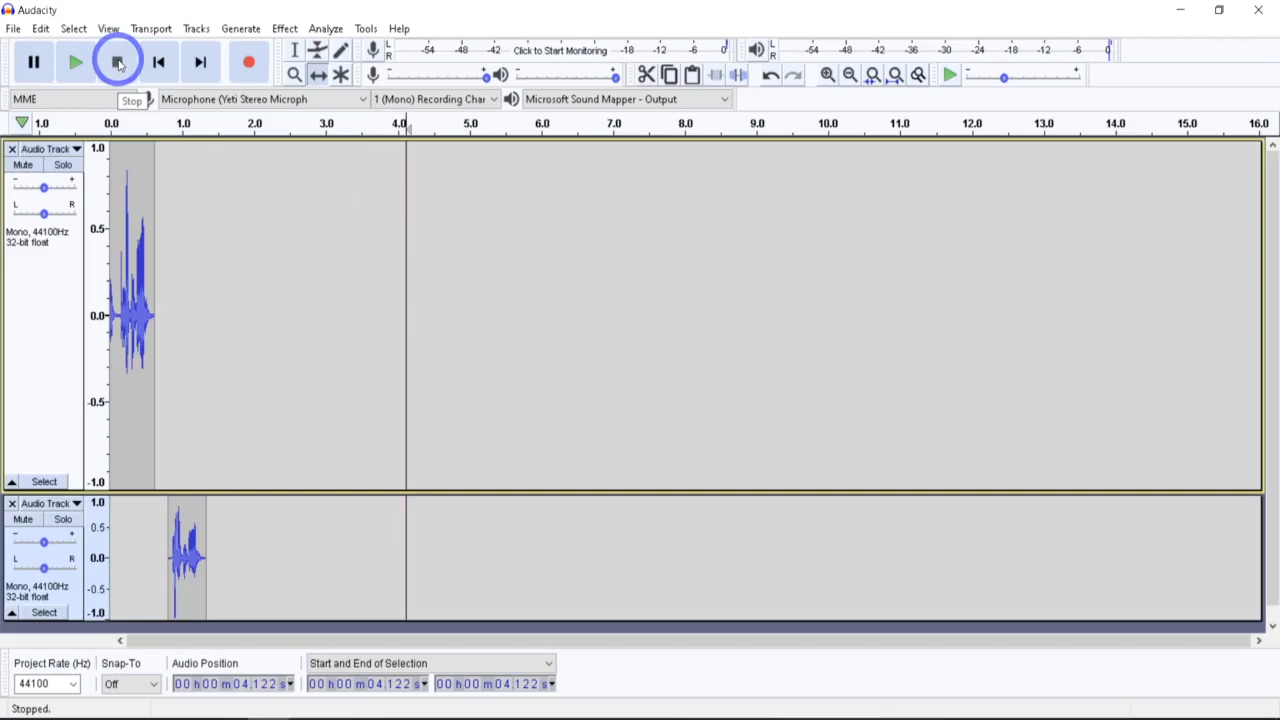 Audacity
File Edit Select View Transport Tracks Generate Effect Analyze Tools Help
L
R
-54 -48 -42 Click to Start Monitoring -18 -12 -6 0
L
R
-54 -48 -42 -36 -30 -24 -18 -12 -6 0
- + - + - +
Stop
MME Microphone (Yeti Stereo Microph 1 (Mono) Recording Char Microsoft Sound Mapper - Output
1.0 0.0 1.0 2.0 3.0 4.0 5.0 6.0 7.0 8.0 9.0 10.0 11.0 12.0 13.0 14.0 15.0 16.0
Audio Track 1.0
Mute Solo
- +
L R
0.5
Mono, 44100Hz
32-bit float
0.0
-0.5
Select -1.0
Audio Track 1.0
Mute Solo
0.5
- +
0.0
L R
Mono, 44100Hz
-0.5
32-bit float
Select -1.0
Project Rate (Hz) Snap-To Audio Position Start and End of Selection
44100 Off 00 h 00 m 04.122 s 00 h 00 m 04.122 s 00 h 00 m 04.122 s
Stopped.